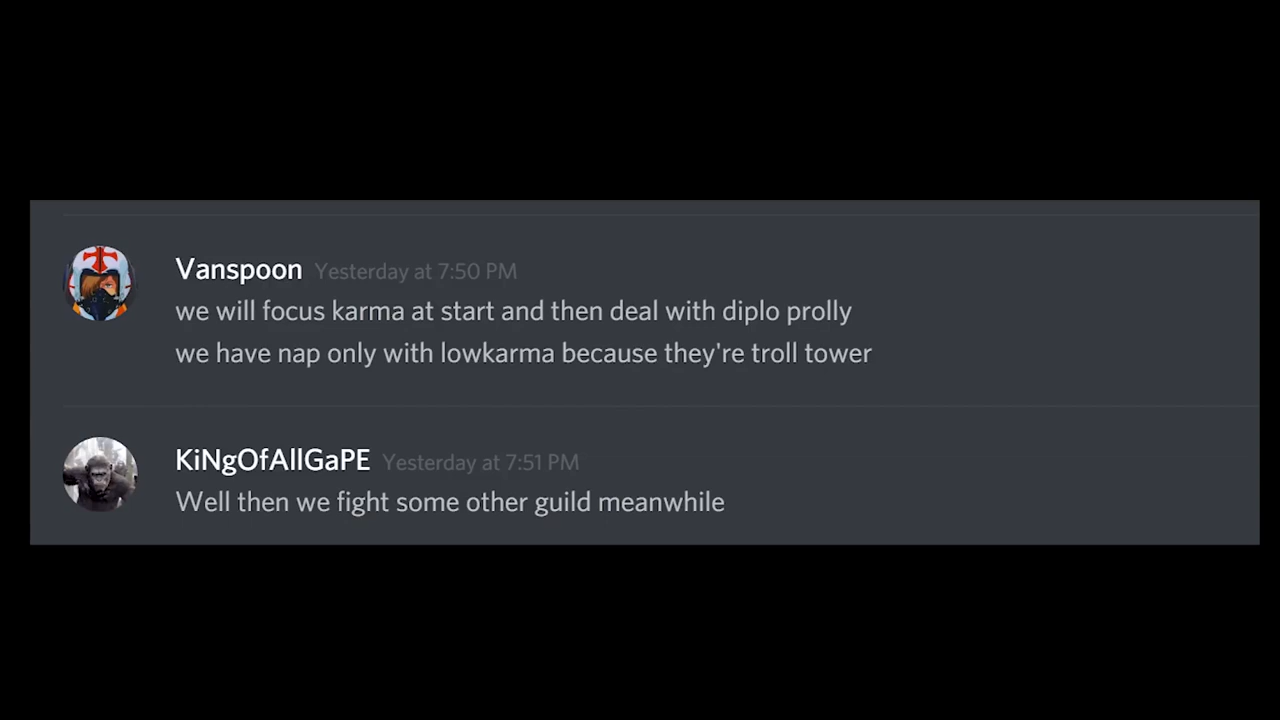 Vanspoon Yesterday at 7:50 PM
we will focus karma at start and then deal with diplo prolly
we have nap only with lowkarma because they're troll tower
KiNgOfAllGaPE Yesterday at 7:51 PM
Well then we fight some other guild meanwhile